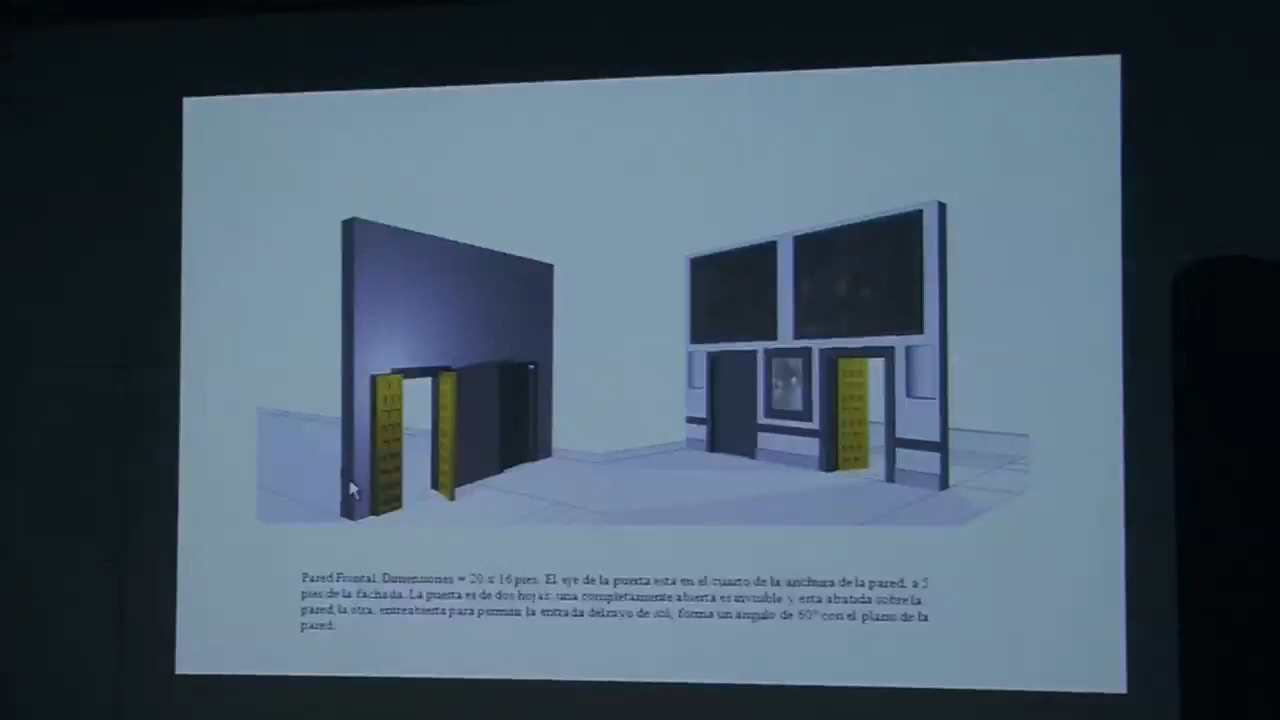 Pared Frontal. Dimensiones = 20 x 16 pies. El eje de la puerta esta en el cuarto de la anchura de la pared, a 5
pies de la fachada. La puerta es de dos hojas: una completamente abierta es invisible y esta abatida sobre la
pared, la otra, entreabierta para permitir la entrada del rayo de sol, forma un angulo de 60° con el plano de la
pared.